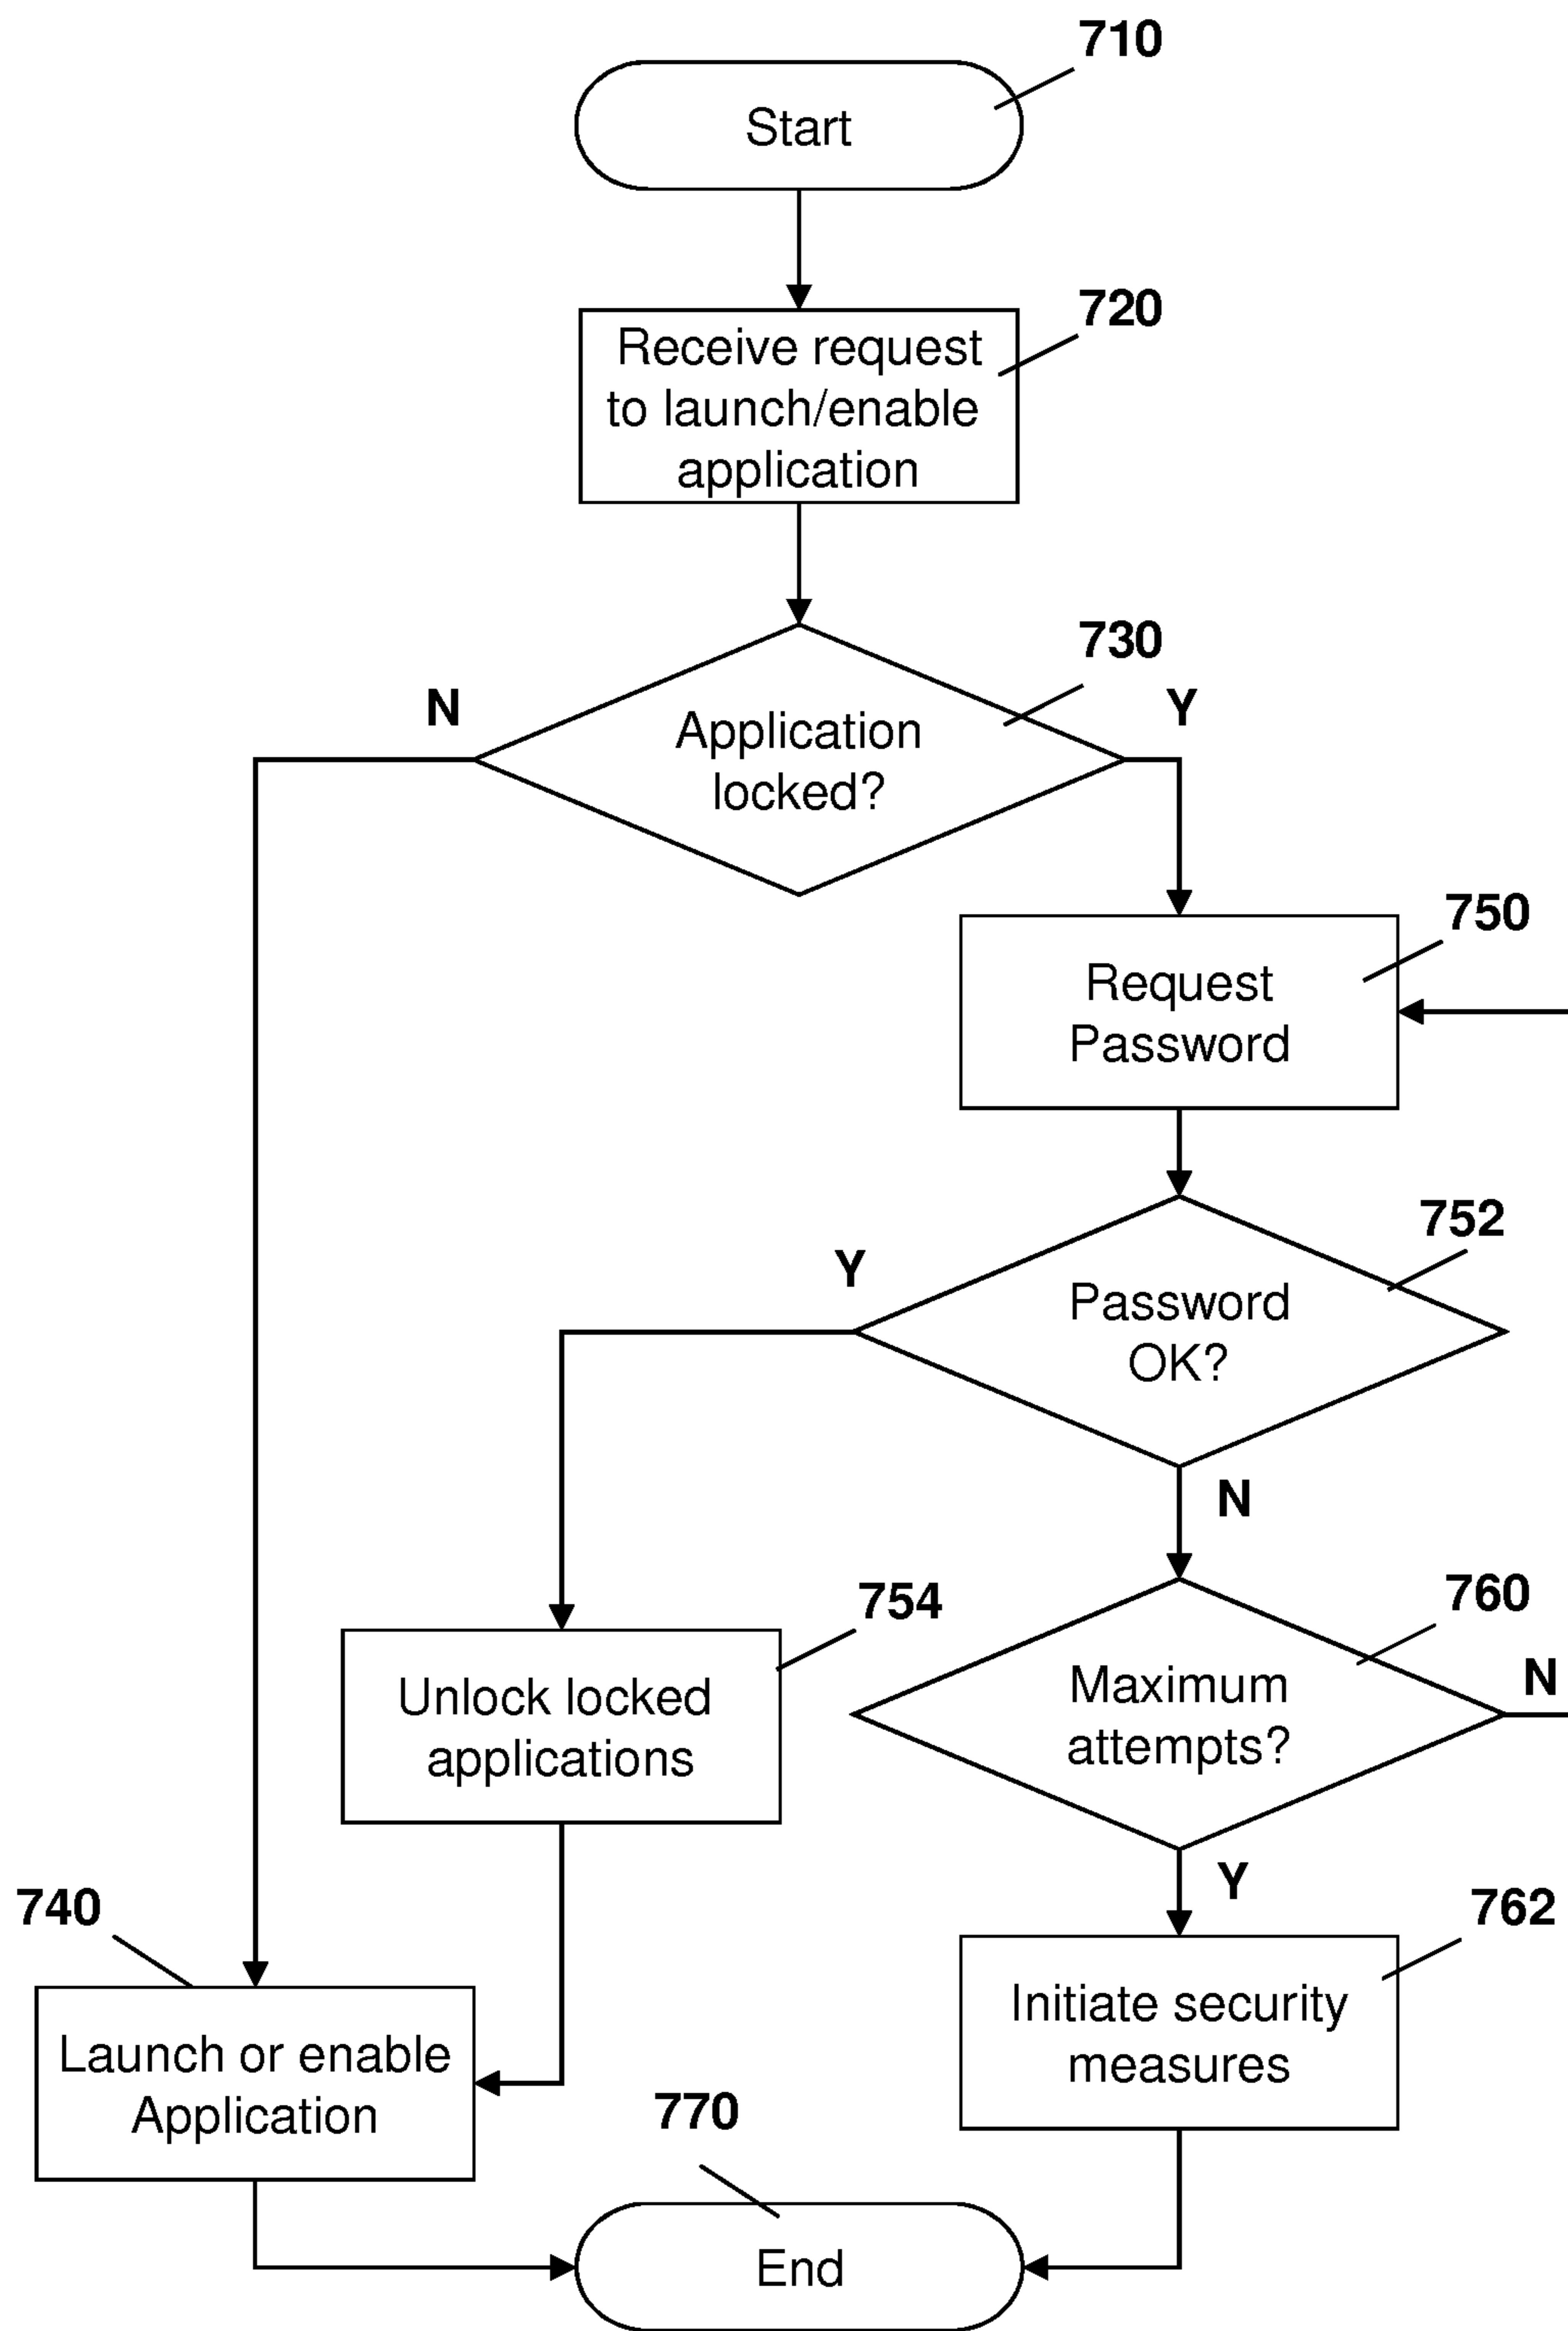 710
Start
720
Receive request
to launch/enable
application
730
N
Y
Application
locked?
750
Request
Password
752
Y
Password
OK?
N
754
760
Unlock locked
applications
Maximum
attempts?
N
Y
740
762
Launch or enable
Application
Initiate security
measures
770
End